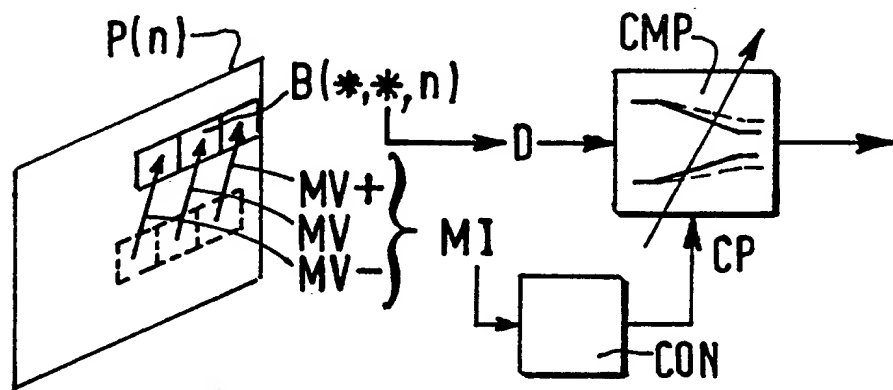 P(n)
B(*,*,n)
CMP
D
MV+
MV
MV-
MI
CP
CON